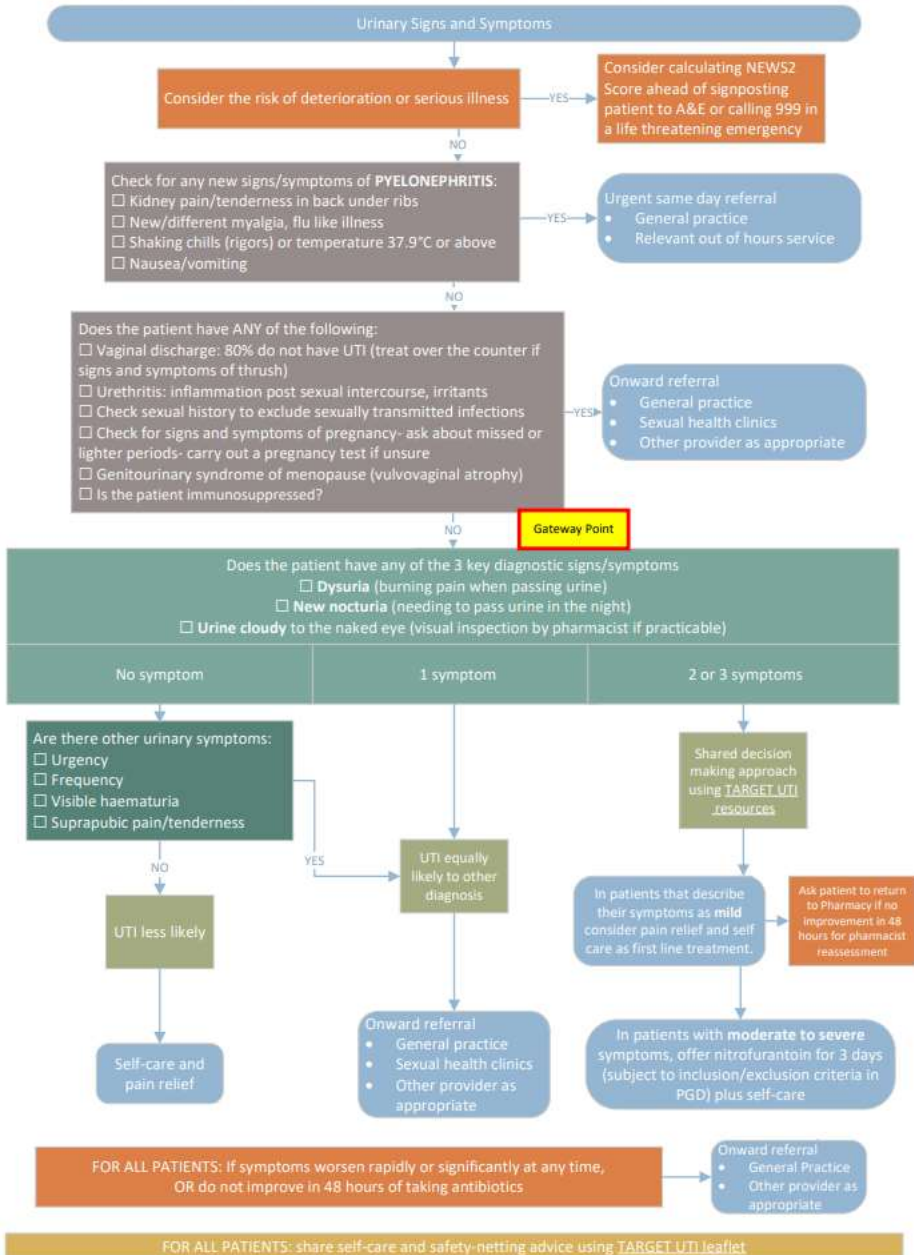 Urinary Signs and Symptoms
Consider the risk of deterioration or serious illness
YES
Consider calculating NEWS2
Score ahead of signposting
patient to A&E or calling 999 in
a life threatening emergency
NO
Check for any new signs/symptoms of PYELONEPHRITIS:
☐ Kidney pain/tenderness in back under ribs
☐ New/different myalgia, flu like illness
☐ Shaking chills (rigors) or temperature 37.9°C or above
☐ Nausea/vomiting
YES
Urgent same day referral
• General practice
• Relevant out of hours service
NO
Does the patient have ANY of the following:
☐ Vaginal discharge: 80% do not have UTI (treat over the counter if
signs and symptoms of thrush)
☐ Urethritis: inflammation post sexual intercourse, irritants
☐ Check sexual history to exclude sexually transmitted infections
☐ Check for signs and symptoms of pregnancy- ask about missed or
lighter periods- carry out a pregnancy test if unsure
☐ Genitourinary syndrome of menopause (vulvovaginal atrophy)
☐ Is the patient immunosuppressed?
YES
Onward referral
• General practice
• Sexual health clinics
• Other provider as appropriate
NO
Gateway Point
Does the patient have any of the 3 key diagnostic signs/symptoms
☐ Dysuria (burning pain when passing urine)
☐ New nocturia (needing to pass urine in the night)
☐ Urine cloudy to the naked eye (visual inspection by pharmacist if practicable)
No symptom
1 symptom
2 or 3 symptoms
Are there other urinary symptoms:
☐ Urgency
☐ Frequency
☐ Visible haematuria
☐ Suprapubic pain/tenderness
YES
NO
UTI less likely
Self-care and
pain relief
UTI equally
likely to other
diagnosis
Onward referral
• General practice
• Sexual health clinics
• Other provider as
appropriate
Shared decision
making approach
using TARGET UTI
resources
In patients that describe
their symptoms as mild
consider pain relief and self
care as first line treatment.
Ask patient to return
to Pharmacy if no
improvement in 48
hours for pharmacist
reassessment
In patients with moderate to severe
symptoms, offer nitrofurantoin for 3 days
(subject to inclusion/exclusion criteria in
PGD) plus self-care
FOR ALL PATIENTS: If symptoms worsen rapidly or significantly at any time,
OR do not improve in 48 hours of taking antibiotics
Onward referral
• General Practice
• Other provider as
appropriate
FOR ALL PATIENTS: share self-care and safety-netting advice using TARGET UTI leaflet